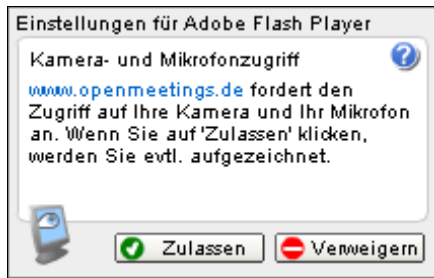 Einstellungen für Adobe Flash Player
Kamera- und Mikrofonzugriff
www.openmeetings.de fordert den
Zugriff auf Ihre Kamera und Ihr Mikrofon
an. Wenn Sie auf 'Zulassen' klicken,
werden Sie evtl. aufgezeichnet.
Zulassen Verweigern